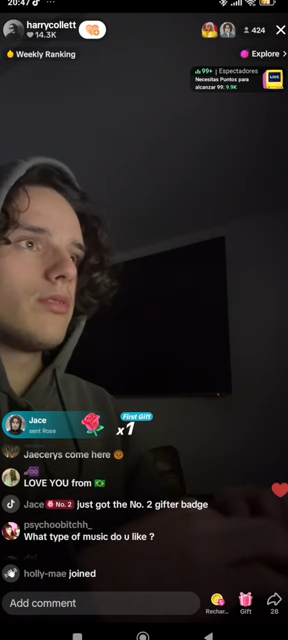 20:47
harrycollett
14.3K
424
Weekly Ranking
Explore
99+ | Espectadores
Necesitas Puntos para
alcanzar 99: 9.9K
Jace
sent Rose
First Gift
x1
Jaecerys come here
LOVE YOU from
Jace No. 2 just got the No. 2 gifter badge
psychoobitchh_
What type of music do u like ?
holly-mae joined
Add comment
Rechar...
Gift
28